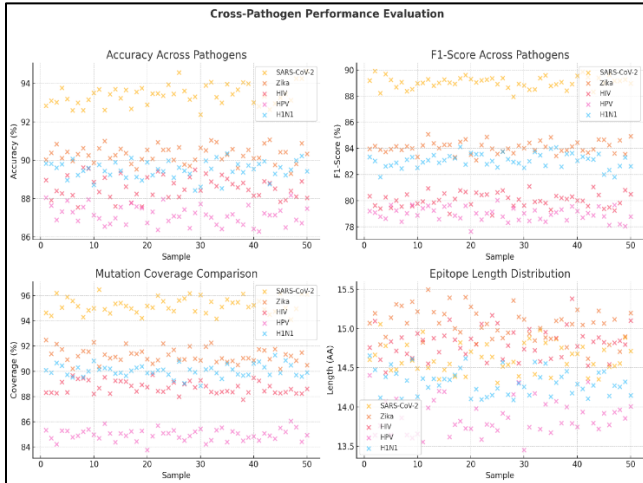 Cross-Pathogen Performance Evaluation
Accuracy Across Pathogens
Accuracy (%)
94
92
90
88
86
SARS-CoV-2
Zika
HIV
HPV
H1N1
0
10
20
30
40
50
Sample
F1-Score Across Pathogens
F1-Score (%)
90
88
86
84
82
80
78
SARS-CoV-2
Zika
HIV
HPV
H1N1
0
10
20
30
40
50
Sample
Mutation Coverage Comparison
Coverage (%)
96
94
92
90
88
86
84
SARS-CoV-2
Zika
HIV
HPV
H1N1
0
10
20
30
40
50
Sample
Epitope Length Distribution
Length (AA)
15.5
15.0
14.5
14.0
13.5
SARS-CoV-2
Zika
HIV
HPV
H1N1
0
10
20
30
40
50
Sample